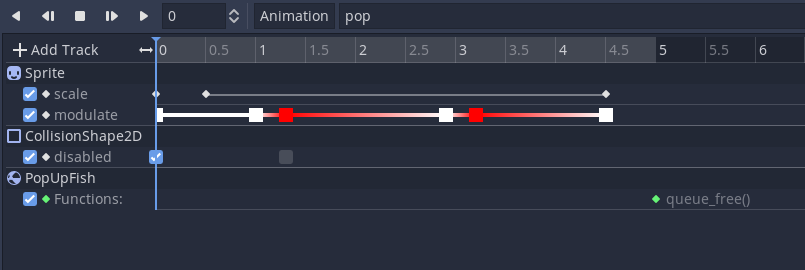 0 Animation pop
Add Track 0 0.5 1 1.5 2 2.5 3 3.5 4 4.5 5 5.5 6
Sprite
scale
modulate
CollisionShape2D
disabled
PopUpFish
Functions: queue_free()